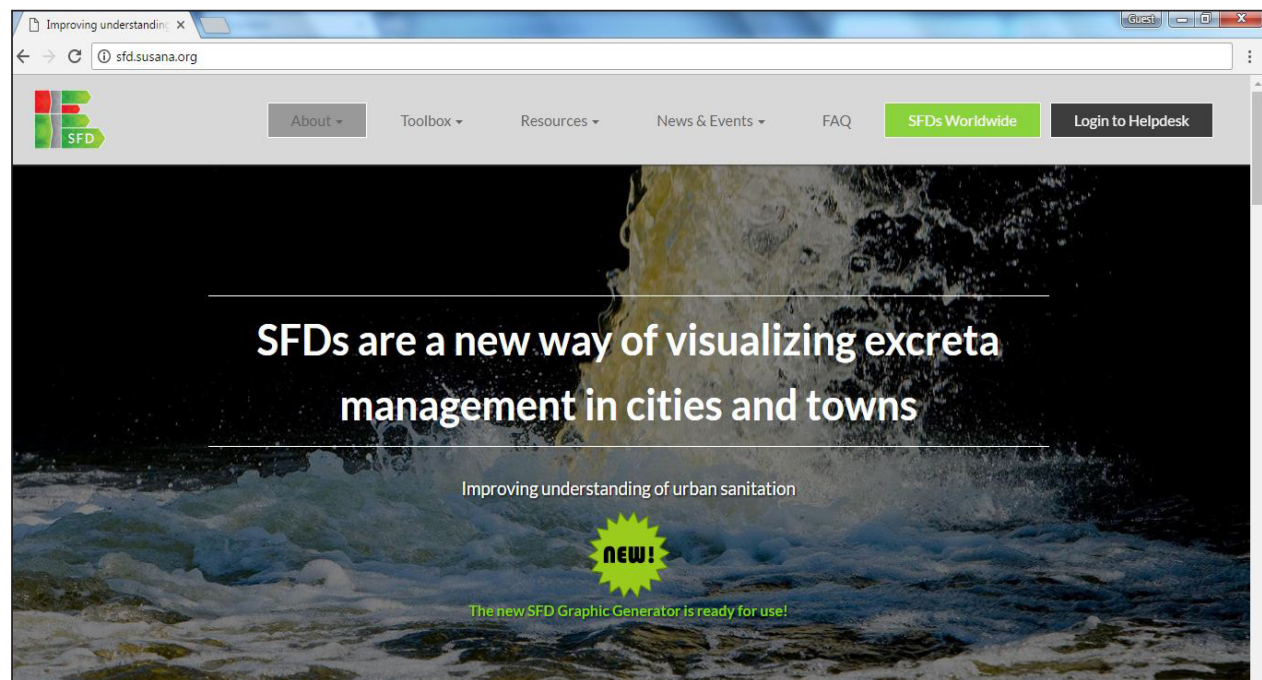 Improving understanding
Guest
sfd.susana.org
SFD
About
Toolbox
Resources
News & Events
FAQ
SFDs Worldwide
Login to Helpdesk
SFDs are a new way of visualizing excreta
management in cities and towns
Improving understanding of urban sanitation
NEW!
The new SFD Graphic Generator is ready for use!